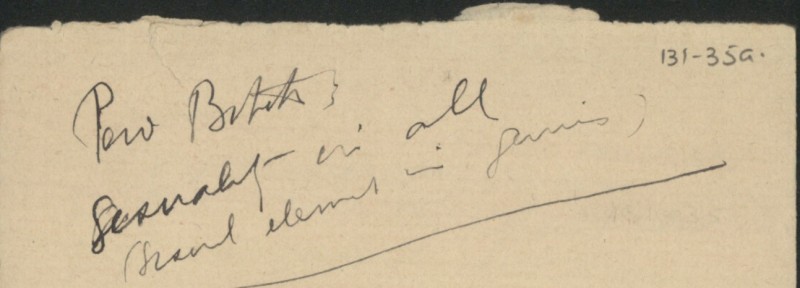 131-35a.
Sexuality in all
(sexual element in genius)